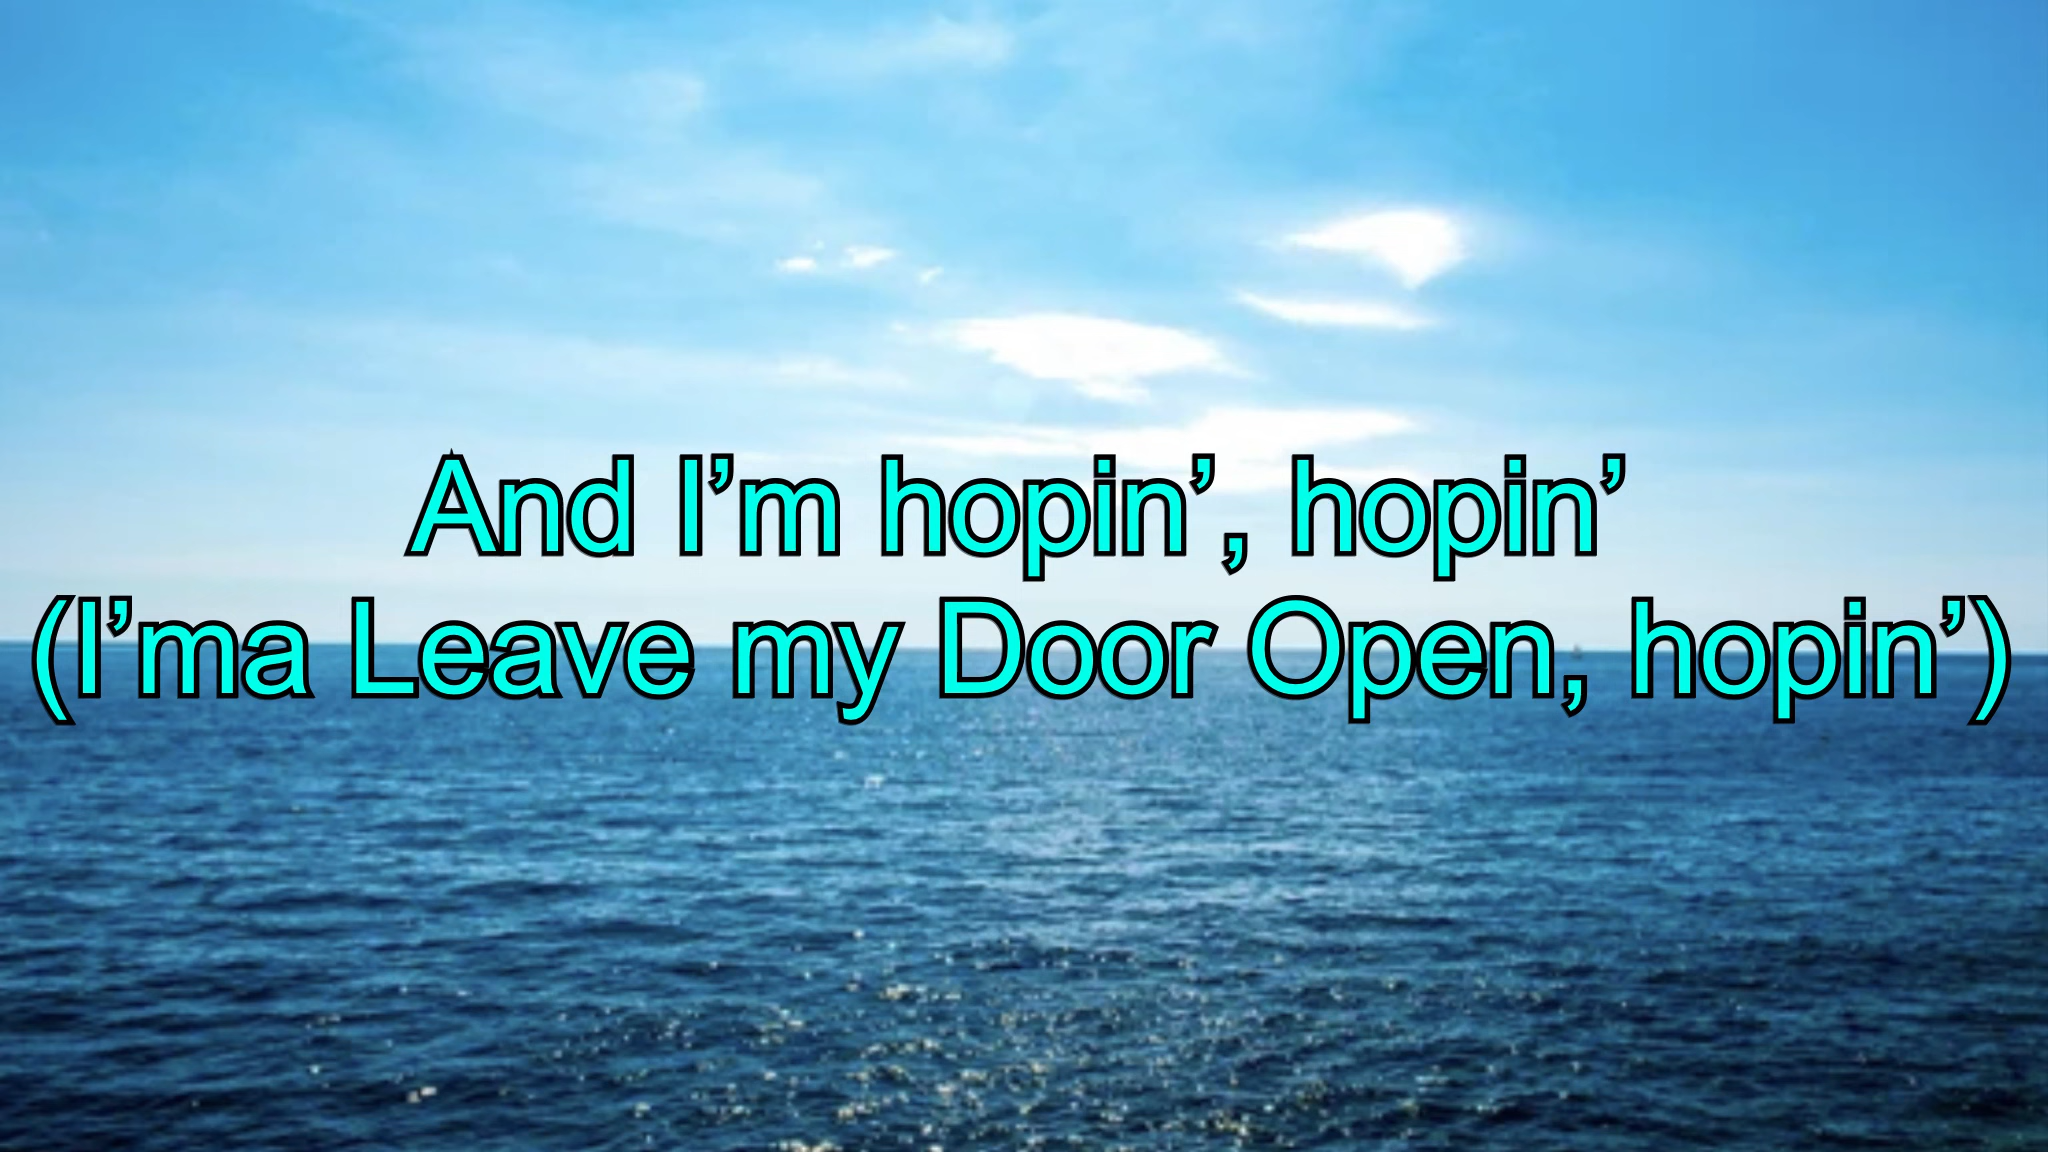 And I’m hopin’, hopin’
(I’ma Leave my Door Open, hopin’)